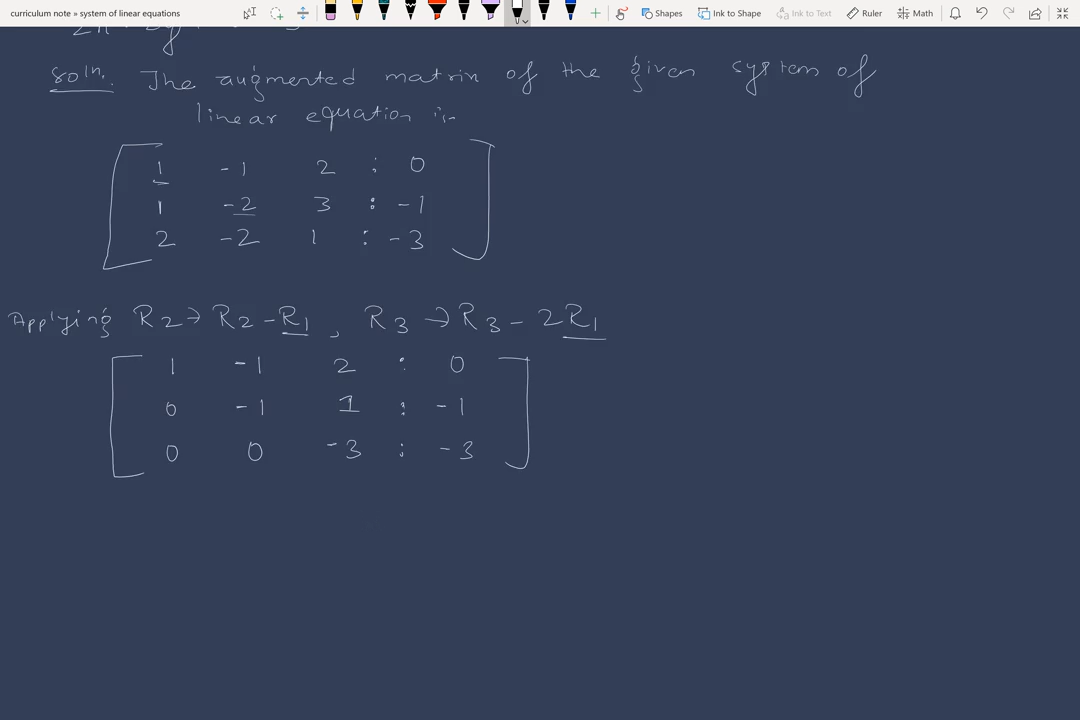 curriculum note » system of linear equations
Shapes Ink to Shape Ink to Text Ruler Math
soln. The augmented matrix of the given system of
linear equation is
1 -1 2 : 0
1 -2 3 : -1
2 -2 1 : -3
Applying R2→ R2 - R1 , R3 → R3 - 2R1
1 -1 2 : 0
0 -1 1 : -1
0 0 -3 : -3